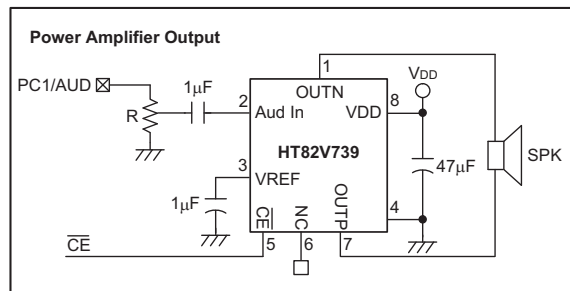 Power Amplifier Output
PC1/AUD
R
1µF
2
Aud In
1
OUTN
VDD
8
VDD
HT82V739
3
VREF
1µF
CE
5
NC
6
OUTP
7
4
47µF
SPK
CE